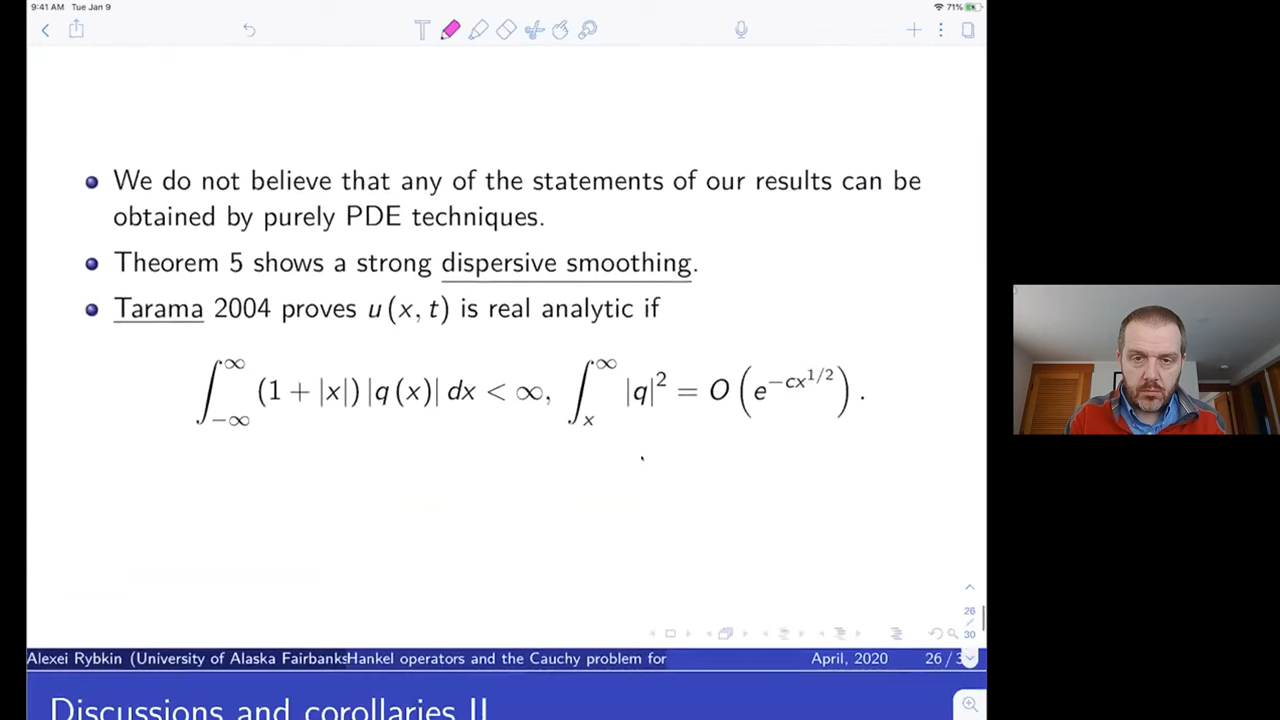 9:41 AM Tue Jan 9
71%
We do not believe that any of the statements of our results can be
obtained by purely PDE techniques.
Theorem 5 shows a strong dispersive smoothing.
Tarama 2004 proves u (x, t) is real analytic if
∫_{-∞}^{∞} (1 + |x|) |q (x)| dx < ∞, ∫_{x}^{∞} |q|² = O (e^{-cx^{1/2}}) .
26
/
30
Alexei Rybkin (University of Alaska Fairbanks Hankel operators and the Cauchy problem for April, 2020 26 / 3
Discussions and corollaries II